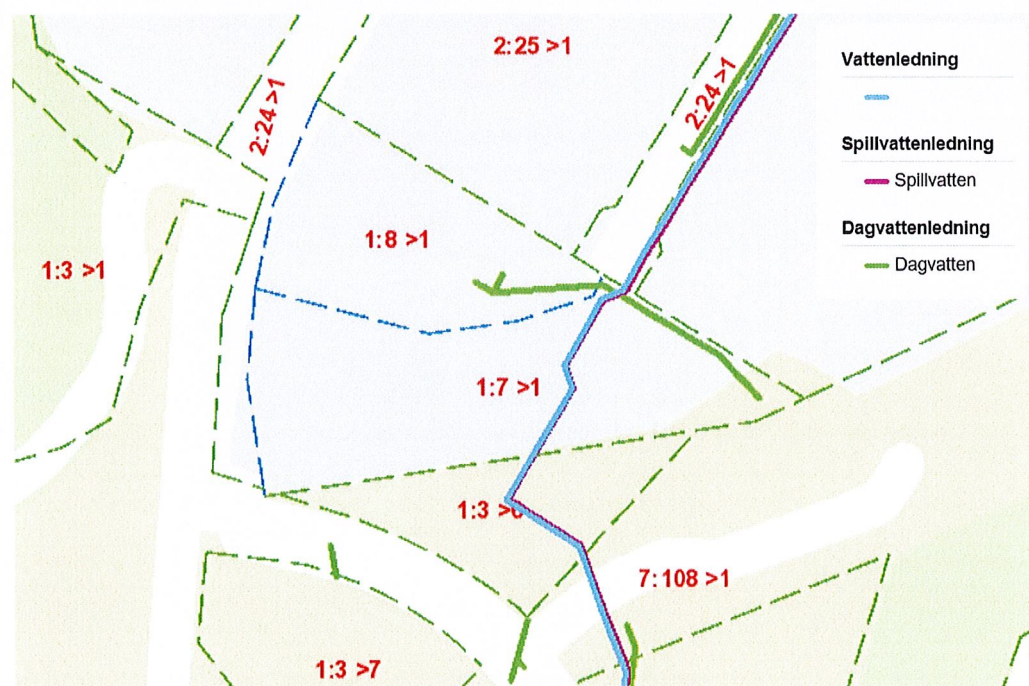 2:25 >1
2:24 >1
2:24 >1
1:8 >1
1:3 >1
1:7 >1
1:3 >6
7:108 >1
1:3 >7
Vattenledning
Spillvattenledning
Spillvatten
Dagvattenledning
Dagvatten